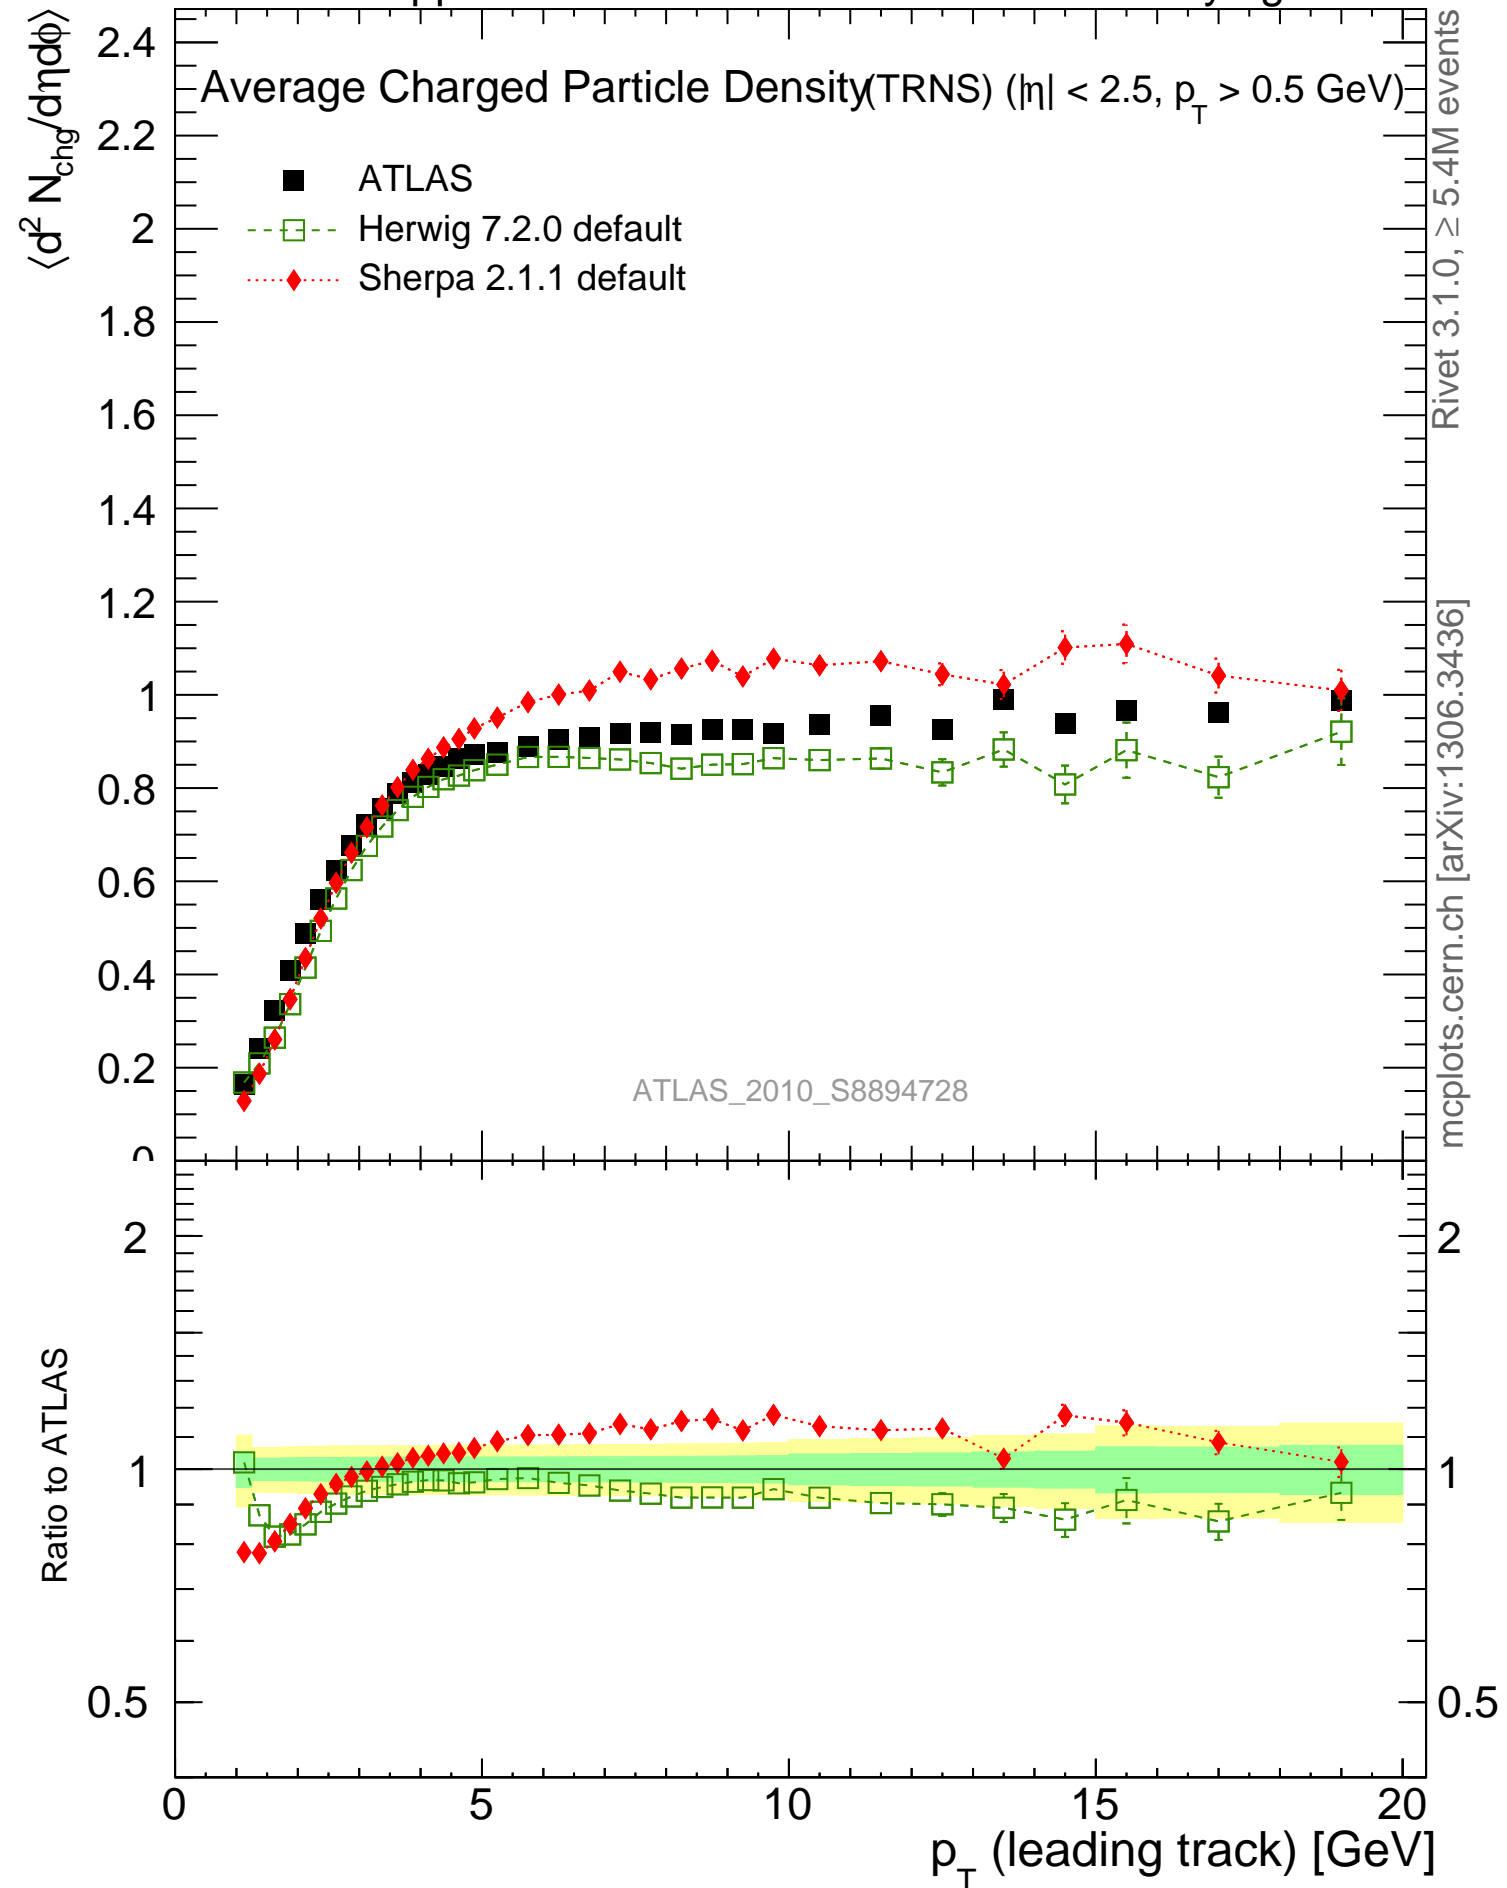 ⟨d² N_chg/dηdϕ⟩
Average Charged Particle Density (TRNS) (|η| < 2.5, p_T > 0.5 GeV)
ATLAS
Herwig 7.2.0 default
Sherpa 2.1.1 default
2.4
2.2
2
1.8
1.6
1.4
1.2
1
0.8
0.6
0.4
0.2
0
ATLAS_2010_S8894728
Rivet 3.1.0, ≥ 5.4M events
mcplots.cern.ch [arXiv:1306.3436]
Ratio to ATLAS
2
1
0.5
2
1
0.5
0
5
10
15
20
p_T (leading track) [GeV]